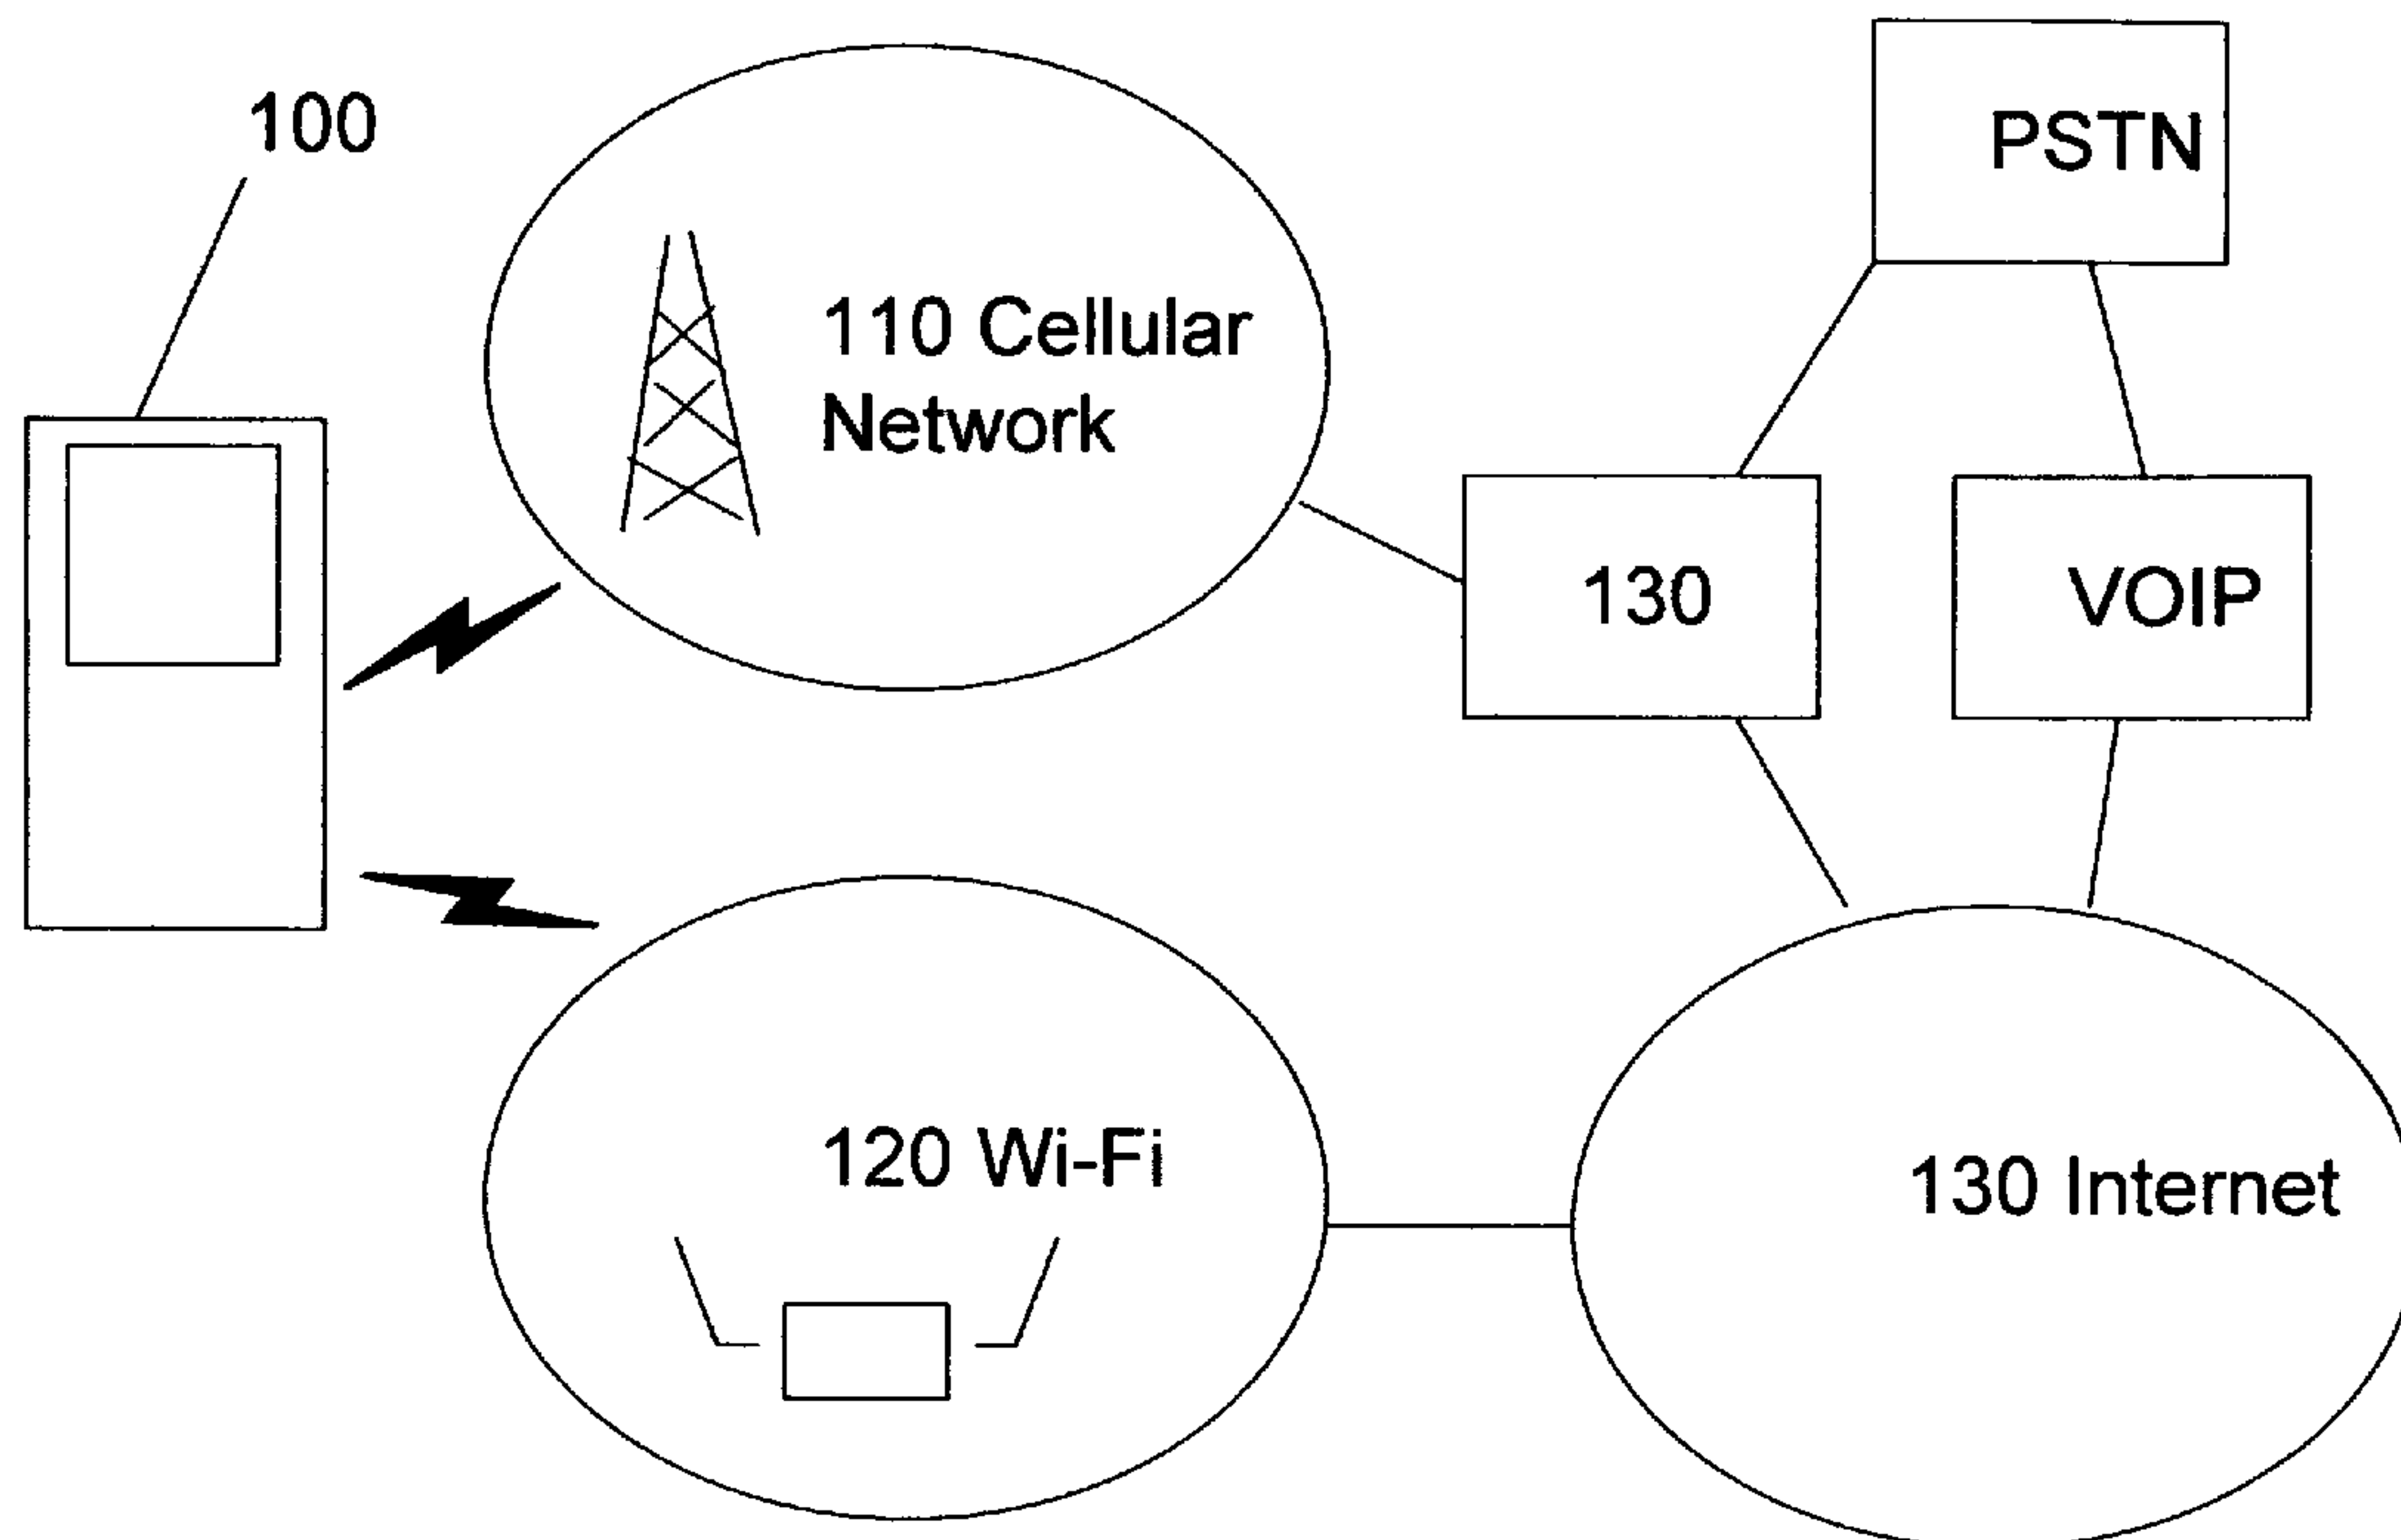 100
PSTN
110 Cellular
Network
130
VOIP
120 Wi-Fi
130 Internet